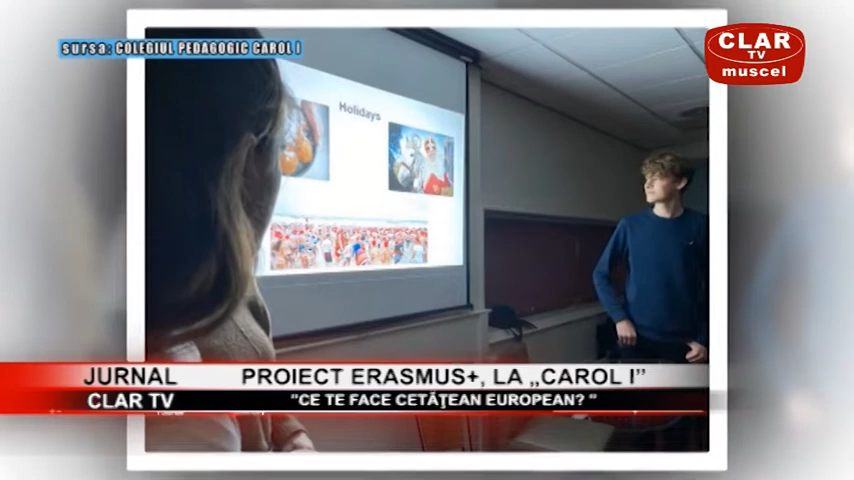 sursa: COLEGIUL PEDAGOGIC CAROL I
CLAR
TV
muscel
Holidays
JURNAL
PROIECT ERASMUS+, LA „CAROL I”
CLAR TV
“CE TE FACE CETĂŢEAN EUROPEAN? “